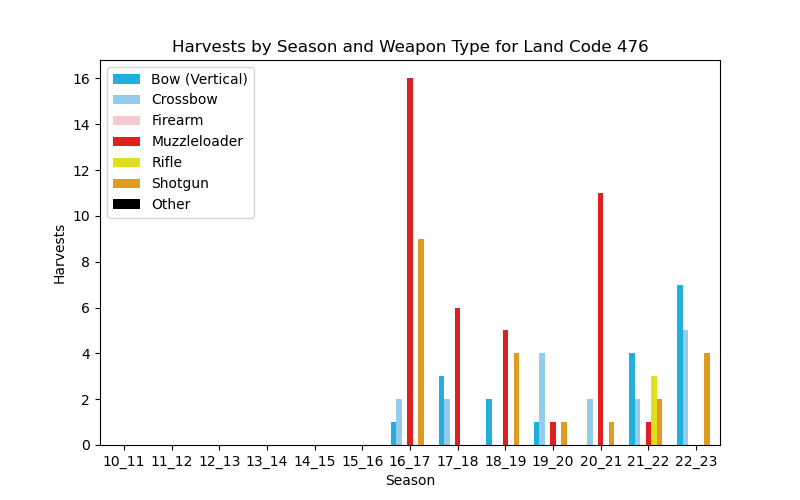 Harvests by Season and Weapon Type for Land Code 476
Bow (Vertical)
Crossbow
Firearm
Muzzleloader
Rifle
Shotgun
Other
16
14
12
10
8
6
4
2
0
Harvests
10_11 11_12 12_13 13_14 14_15 15_16 16_17 17_18 18_19 19_20 20_21 21_22 22_23
Season